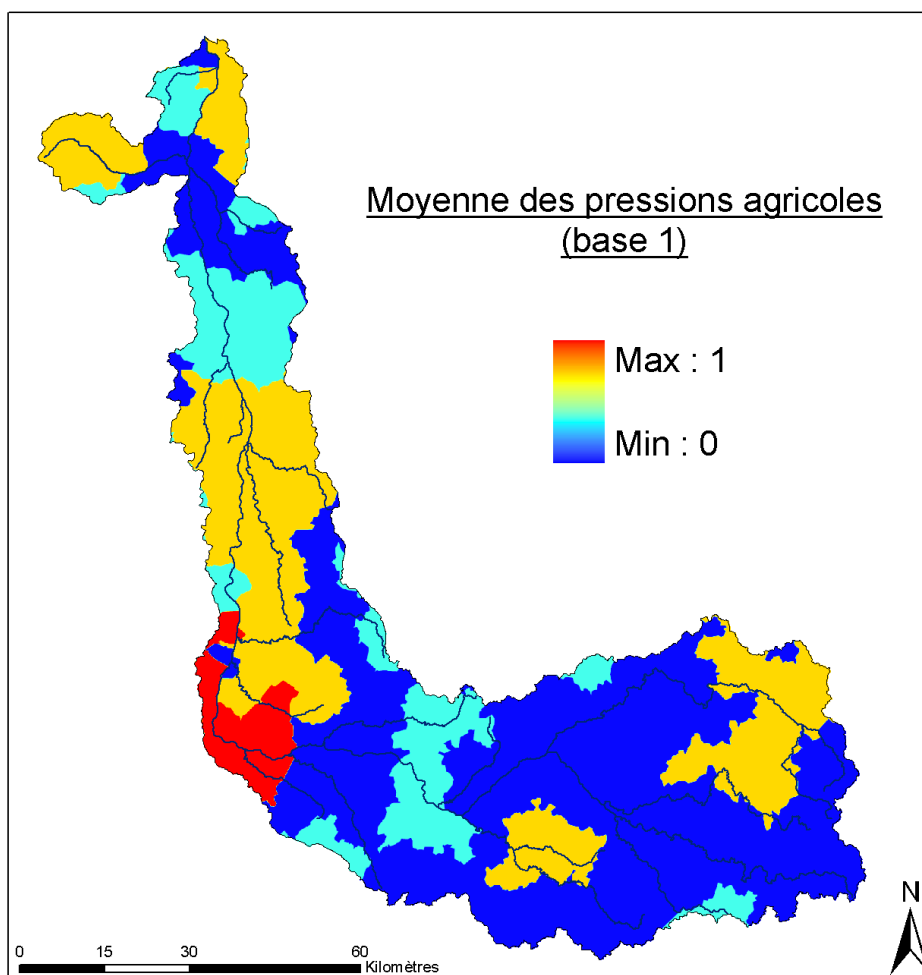 Moyenne des pressions agricoles
(base 1)
Max : 1
Min : 0
N
0 15 30 60
Kilomètres